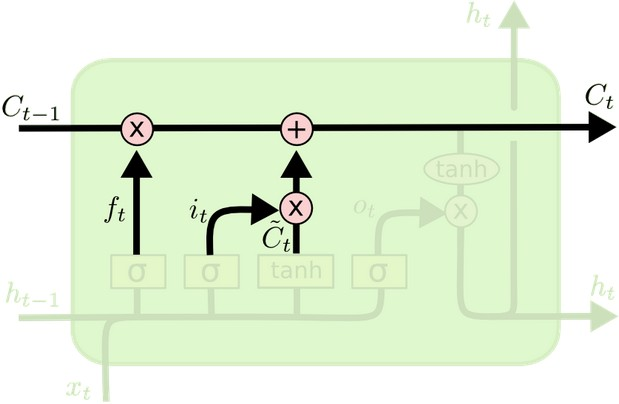 h_t
C_{t-1}
C_t
x
+
f_t
i_t
x
C̃_t
o_t
tanh
x
σ
σ
tanh
σ
h_{t-1}
h_t
x_t